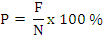 P = F/N x 100 %